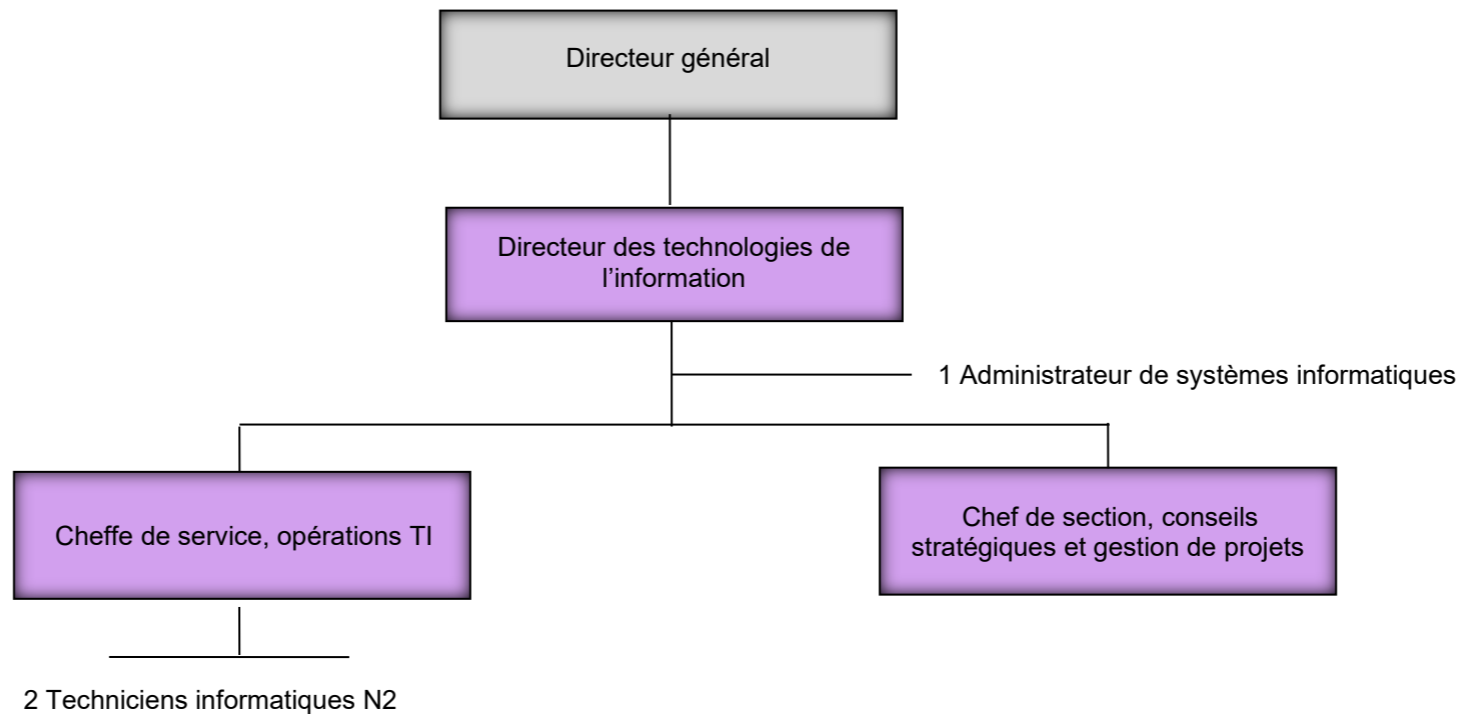 Directeur général
Directeur des technologies de
l’information
1 Administrateur de systèmes informatiques
Cheffe de service, opérations TI
Chef de section, conseils
stratégiques et gestion de projets
2 Techniciens informatiques N2